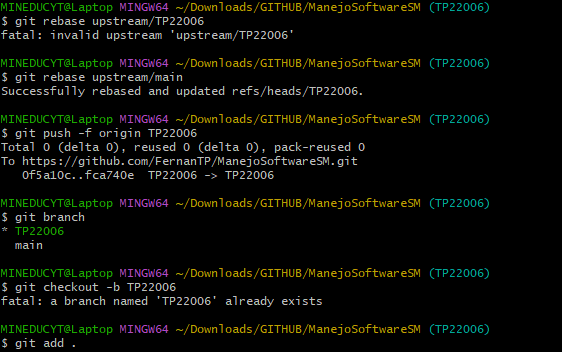 MINEDUCYT@Laptop MINGW64 ~/Downloads/GITHUB/ManejoSoftwareSM (TP22006)
$ git rebase upstream/TP22006
fatal: invalid upstream 'upstream/TP22006'
MINEDUCYT@Laptop MINGW64 ~/Downloads/GITHUB/ManejoSoftwareSM (TP22006)
$ git rebase upstream/main
Successfully rebased and updated refs/heads/TP22006.
MINEDUCYT@Laptop MINGW64 ~/Downloads/GITHUB/ManejoSoftwareSM (TP22006)
$ git push -f origin TP22006
Total 0 (delta 0), reused 0 (delta 0), pack-reused 0
To https://github.com/FernanTP/ManejoSoftwareSM.git
   0f5a10c..fca740e  TP22006 -> TP22006
MINEDUCYT@Laptop MINGW64 ~/Downloads/GITHUB/ManejoSoftwareSM (TP22006)
$ git branch
* TP22006
  main
MINEDUCYT@Laptop MINGW64 ~/Downloads/GITHUB/ManejoSoftwareSM (TP22006)
$ git checkout -b TP22006
fatal: a branch named 'TP22006' already exists
MINEDUCYT@Laptop MINGW64 ~/Downloads/GITHUB/ManejoSoftwareSM (TP22006)
$ git add .